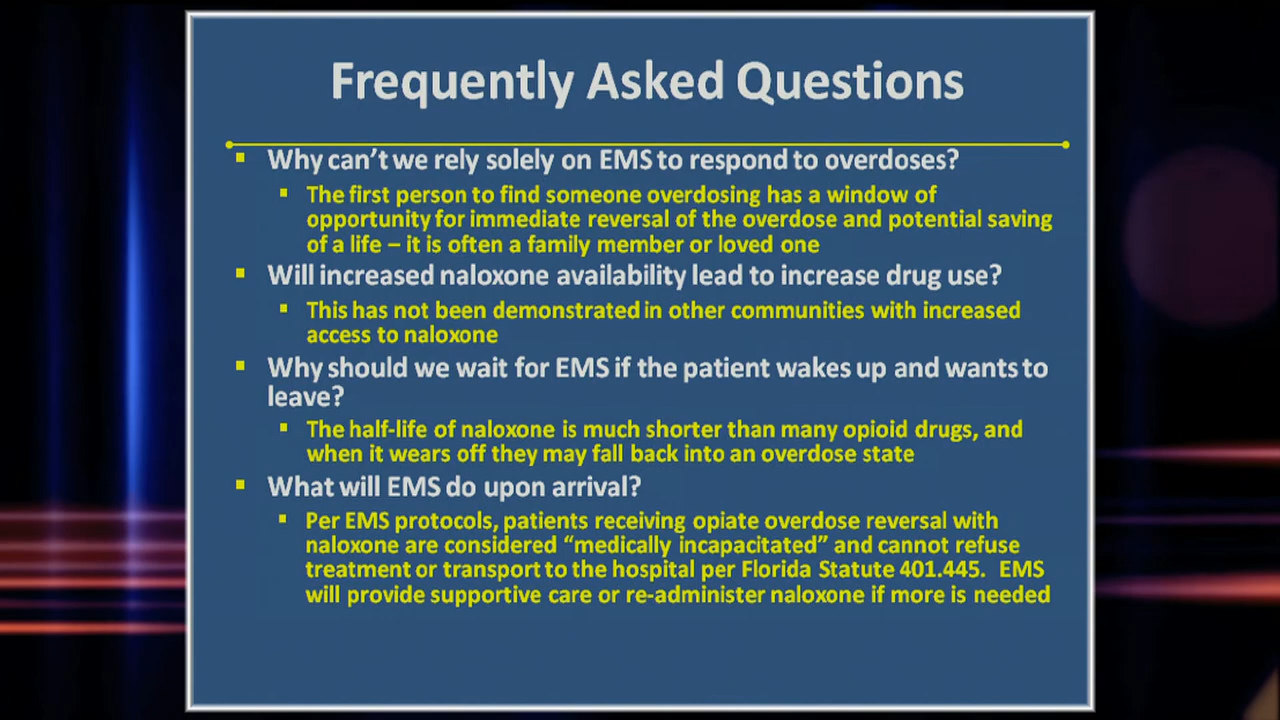 Frequently Asked Questions
Why can't we rely solely on EMS to respond to overdoses?
The first person to find someone overdosing has a window of
opportunity for immediate reversal of the overdose and potential saving
of a life – it is often a family member or loved one
Will increased naloxone availability lead to increase drug use?
This has not been demonstrated in other communities with increased
access to naloxone
Why should we wait for EMS if the patient wakes up and wants to
leave?
The half-life of naloxone is much shorter than many opioid drugs, and
when it wears off they may fall back into an overdose state
What will EMS do upon arrival?
Per EMS protocols, patients receiving opiate overdose reversal with
naloxone are considered “medically incapacitated” and cannot refuse
treatment or transport to the hospital per Florida Statute 401.445.  EMS
will provide supportive care or re-administer naloxone if more is needed